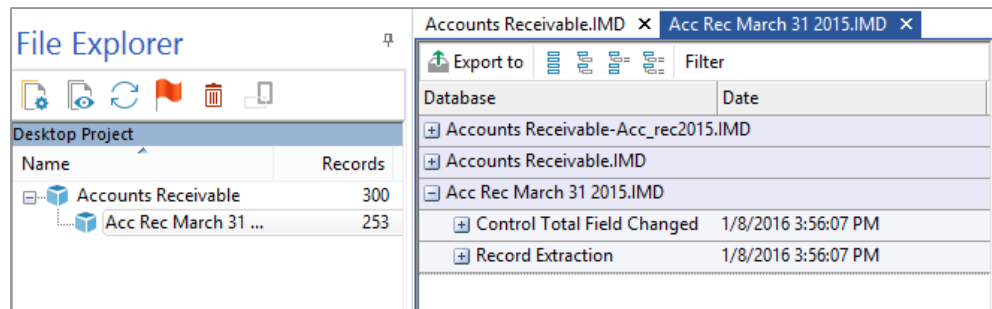 File Explorer
Desktop Project
Name Records
Accounts Receivable 300
Acc Rec March 31 ... 253
Accounts Receivable.IMD Acc Rec March 31 2015.IMD
Export to Filter
Database Date
Accounts Receivable-Acc_rec2015.IMD
Accounts Receivable.IMD
Acc Rec March 31 2015.IMD
Control Total Field Changed 1/8/2016 3:56:07 PM
Record Extraction 1/8/2016 3:56:07 PM